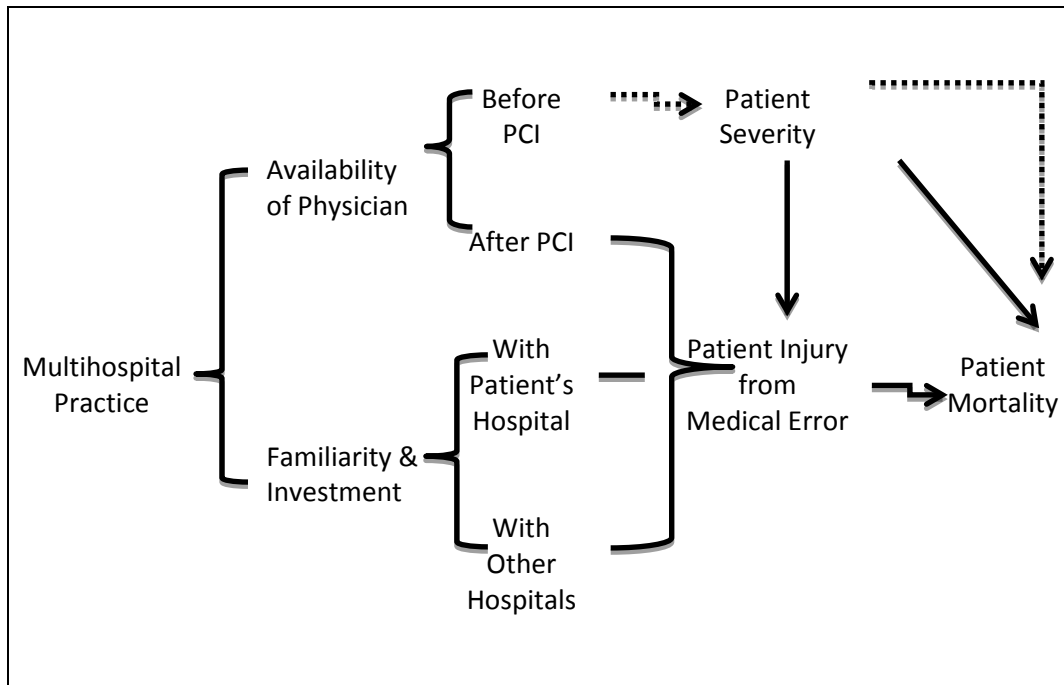 Multihospital
Practice
Availability
of Physician
Familiarity &
Investment
Before
PCI
After PCI
With
Patient’s
Hospital
With
Other
Hospitals
Patient
Severity
Patient Injury
from
Medical Error
Patient
Mortality